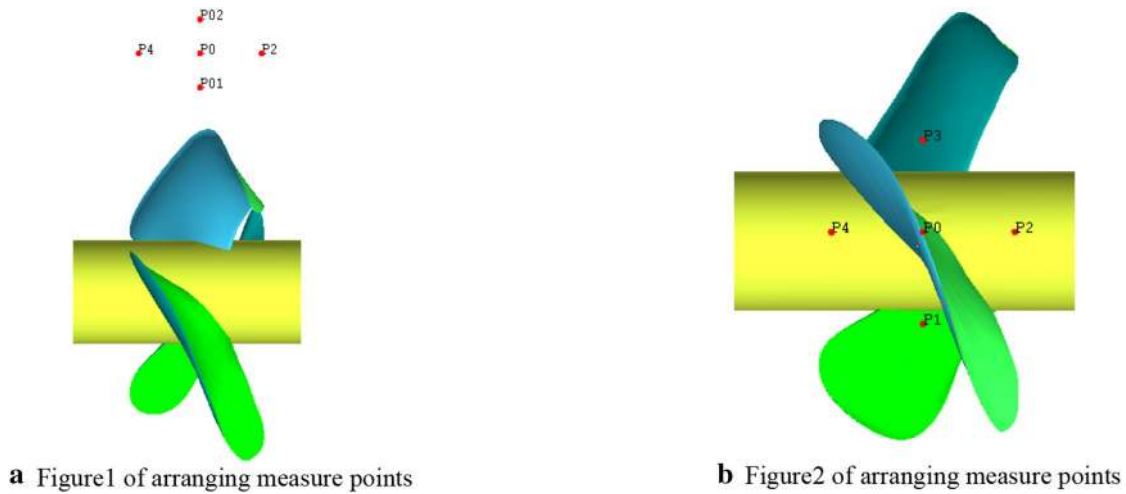 P02
P4 P0 P2
P01
P3
P4 P0 P2
P1
a Figure1 of arranging measure points
b Figure2 of arranging measure points